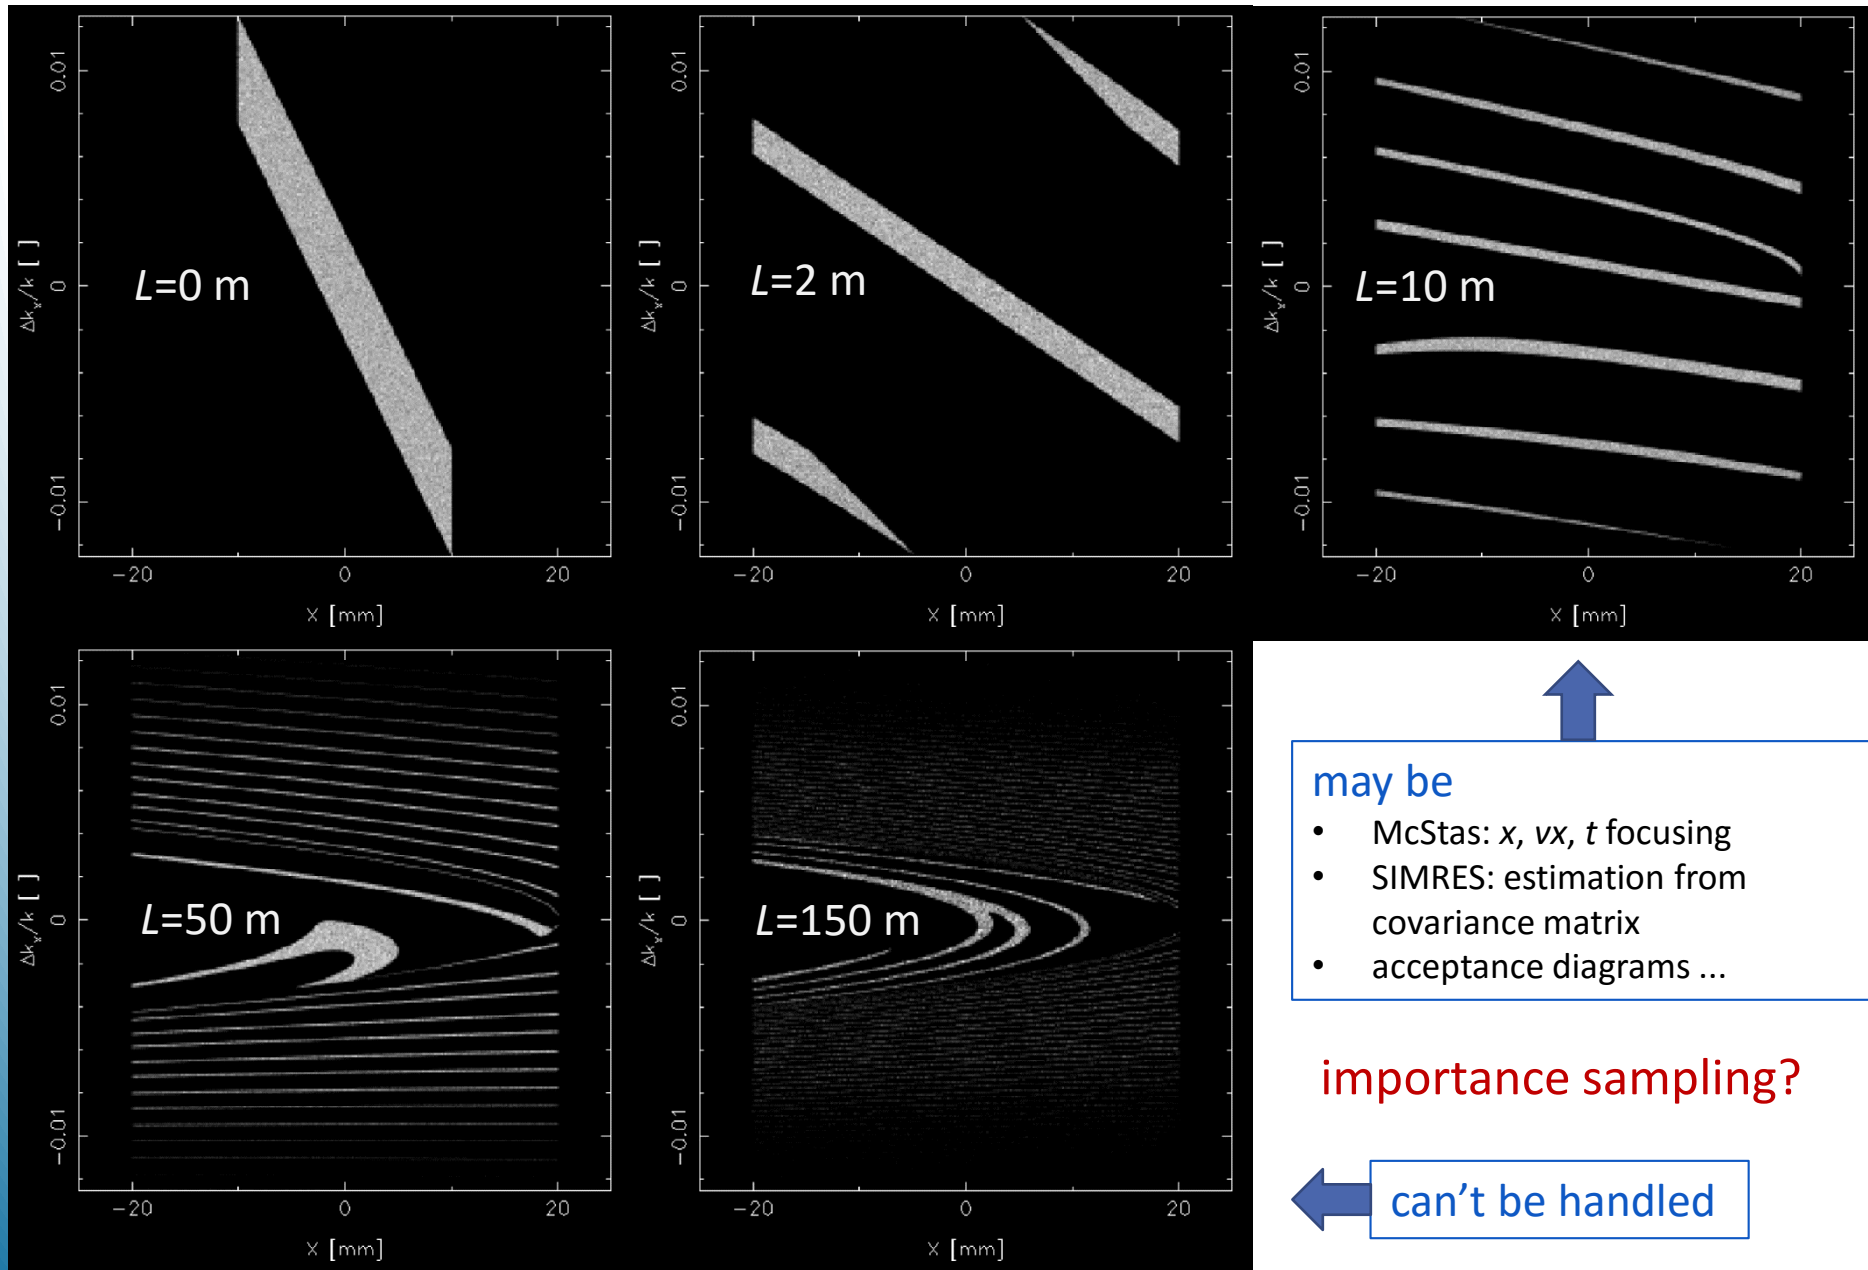 0.01
0
-0.01
Δkₓ/k [ ]
L=0 m
-20
0
20
X [mm]
0.01
0
-0.01
Δkₓ/k [ ]
L=2 m
-20
0
20
X [mm]
0.01
0
-0.01
Δkₓ/k [ ]
L=10 m
-20
0
20
X [mm]
0.01
0
-0.01
Δkₓ/k [ ]
L=50 m
-20
0
20
X [mm]
0.01
0
-0.01
Δkₓ/k [ ]
L=150 m
-20
0
20
X [mm]
may be
• McStas: x, vx, t focusing
• SIMRES: estimation from
covariance matrix
• acceptance diagrams ...
importance sampling?
can’t be handled